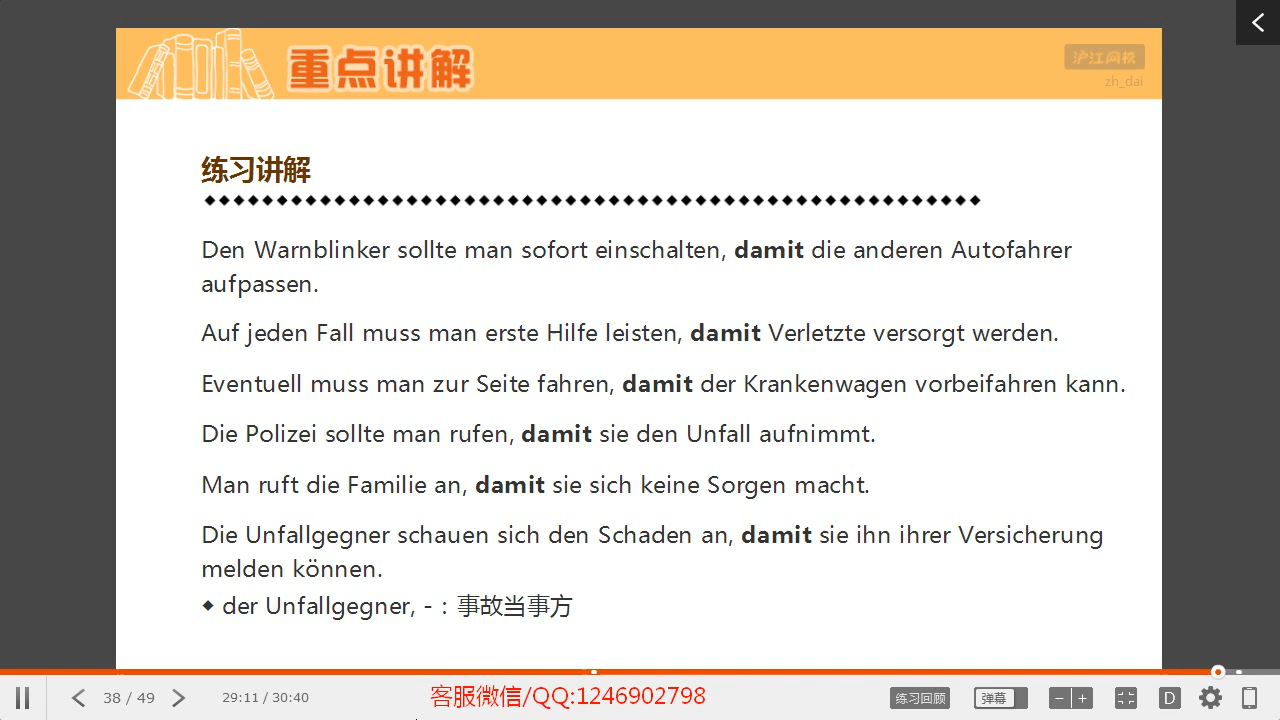 重点讲解
沪江网校
zh_dai
练习讲解
Den Warnblinker sollte man sofort einschalten, damit die anderen Autofahrer
aufpassen.
Auf jeden Fall muss man erste Hilfe leisten, damit Verletzte versorgt werden.
Eventuell muss man zur Seite fahren, damit der Krankenwagen vorbeifahren kann.
Die Polizei sollte man rufen, damit sie den Unfall aufnimmt.
Man ruft die Familie an, damit sie sich keine Sorgen macht.
Die Unfallgegner schauen sich den Schaden an, damit sie ihn ihrer Versicherung
melden können.
◆ der Unfallgegner, - : 事故当事方
38 / 49 29:11 / 30:40 客服微信/QQ:1246902798 练习回顾 弹幕 − + D